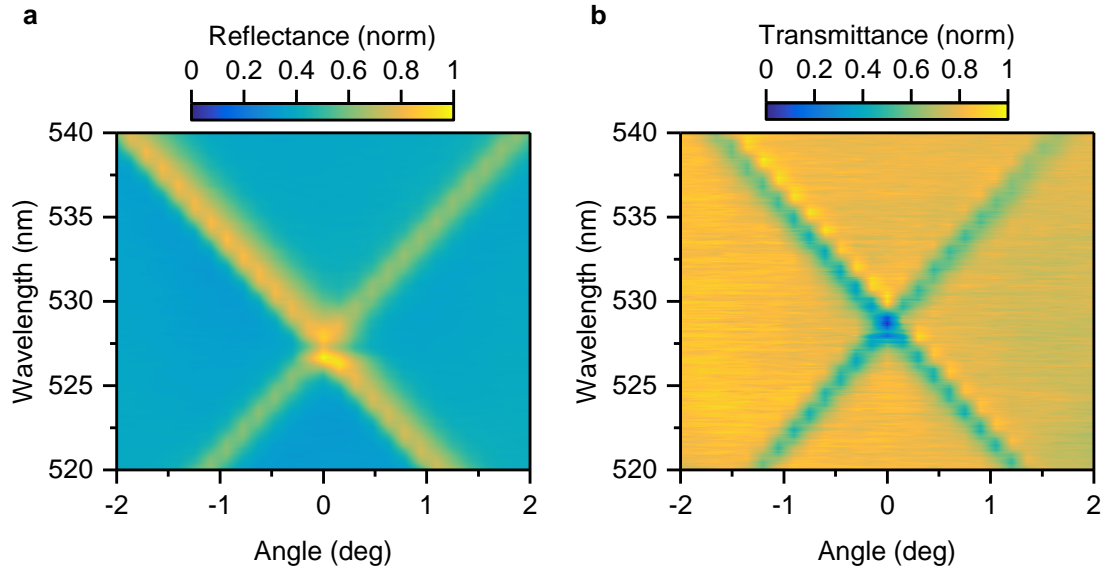 a
Reflectance (norm)
0 0.2 0.4 0.6 0.8 1
540
535
530
525
520
Wavelength (nm)
-2 -1 0 1 2
Angle (deg)
b
Transmittance (norm)
0 0.2 0.4 0.6 0.8 1
540
535
530
525
520
Wavelength (nm)
-2 -1 0 1 2
Angle (deg)